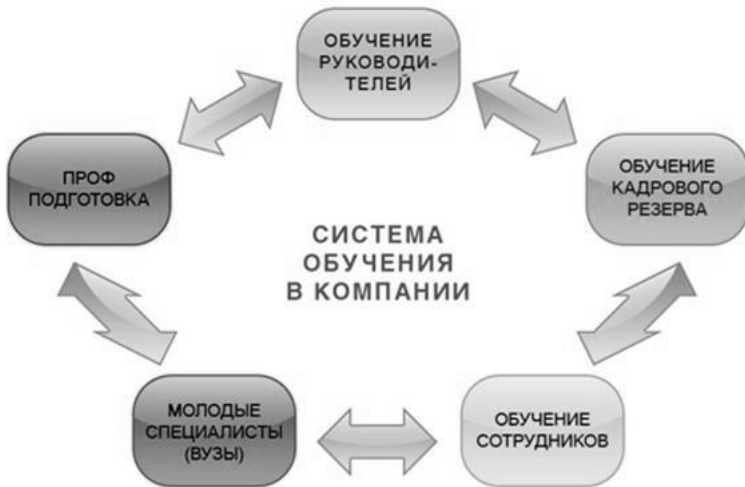 ОБУЧЕНИЕ
РУКОВОДИ-
ТЕЛЕЙ
ПРОФ
ПОДГОТОВКА
ОБУЧЕНИЕ
КАДРОВОГО
РЕЗЕРВА
СИСТЕМА
ОБУЧЕНИЯ
В КОМПАНИИ
МОЛОДЫЕ
СПЕЦИАЛИСТЫ
(ВУЗЫ)
ОБУЧЕНИЕ
СОТРУДНИКОВ